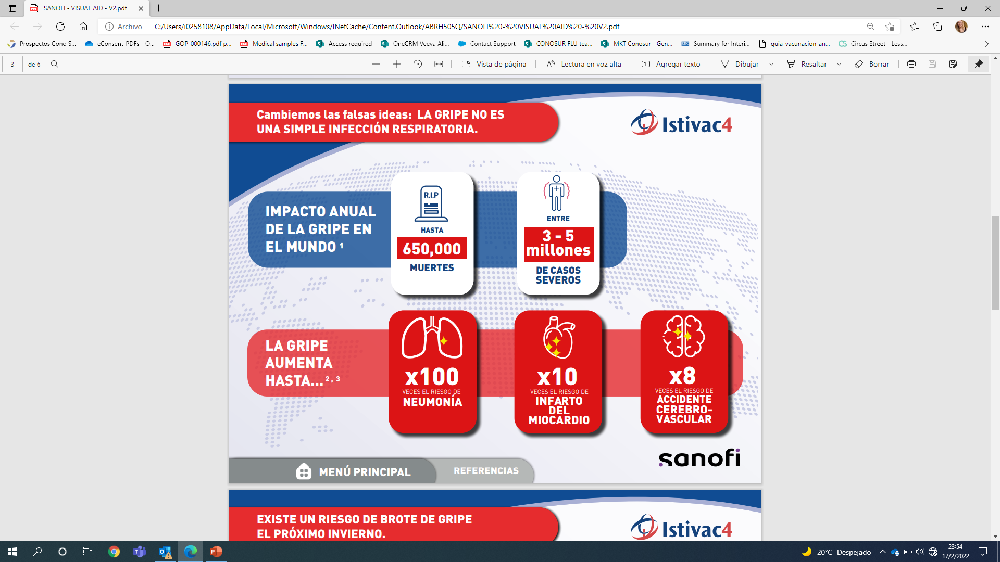 SANOFI - VISUAL AID - V2.pdf
Archivo
C:/Users/i0258108/AppData/Local/Microsoft/Windows/INetCache/Content.Outlook/ABRH505Q/SANOFI%20-%20VISUAL%20AID%20-%20V2.pdf
Prospectos Cono S...
eConsent-PDFs - O...
GOP-000146.pdf p...
Medical samples F...
Access required
OneCRM Veeva Ali...
Contact Support
CONOSUR FLU tea...
MKT Conosur - Gen...
Summary for Interi...
guia-vacunacion-an...
Circus Street - Less...
3 de 6
Vista de página
Lectura en voz alta
Agregar texto
Dibujar
Resaltar
Borrar
Cambiemos las falsas ideas: LA GRIPE NO ES
UNA SIMPLE INFECCIÓN RESPIRATORIA.
Istivac4
IMPACTO ANUAL
DE LA GRIPE EN
EL MUNDO 1
R.I.P
HASTA
650,000
MUERTES
ENTRE
3 - 5
millones
DE CASOS
SEVEROS
LA GRIPE
AUMENTA
HASTA... 2, 3
x100
VECES EL RIESGO DE
NEUMONÍA
x10
VECES EL RIESGO DE
INFARTO
DEL
MIOCARDIO
x8
VECES EL RIESGO DE
ACCIDENTE
CEREBRO-
VASCULAR
sanofi
MENÚ PRINCIPAL
REFERENCIAS
EXISTE UN RIESGO DE BROTE DE GRIPE
EL PRÓXIMO INVIERNO.
Istivac4
20°C Despejado
23:54
17/2/2022